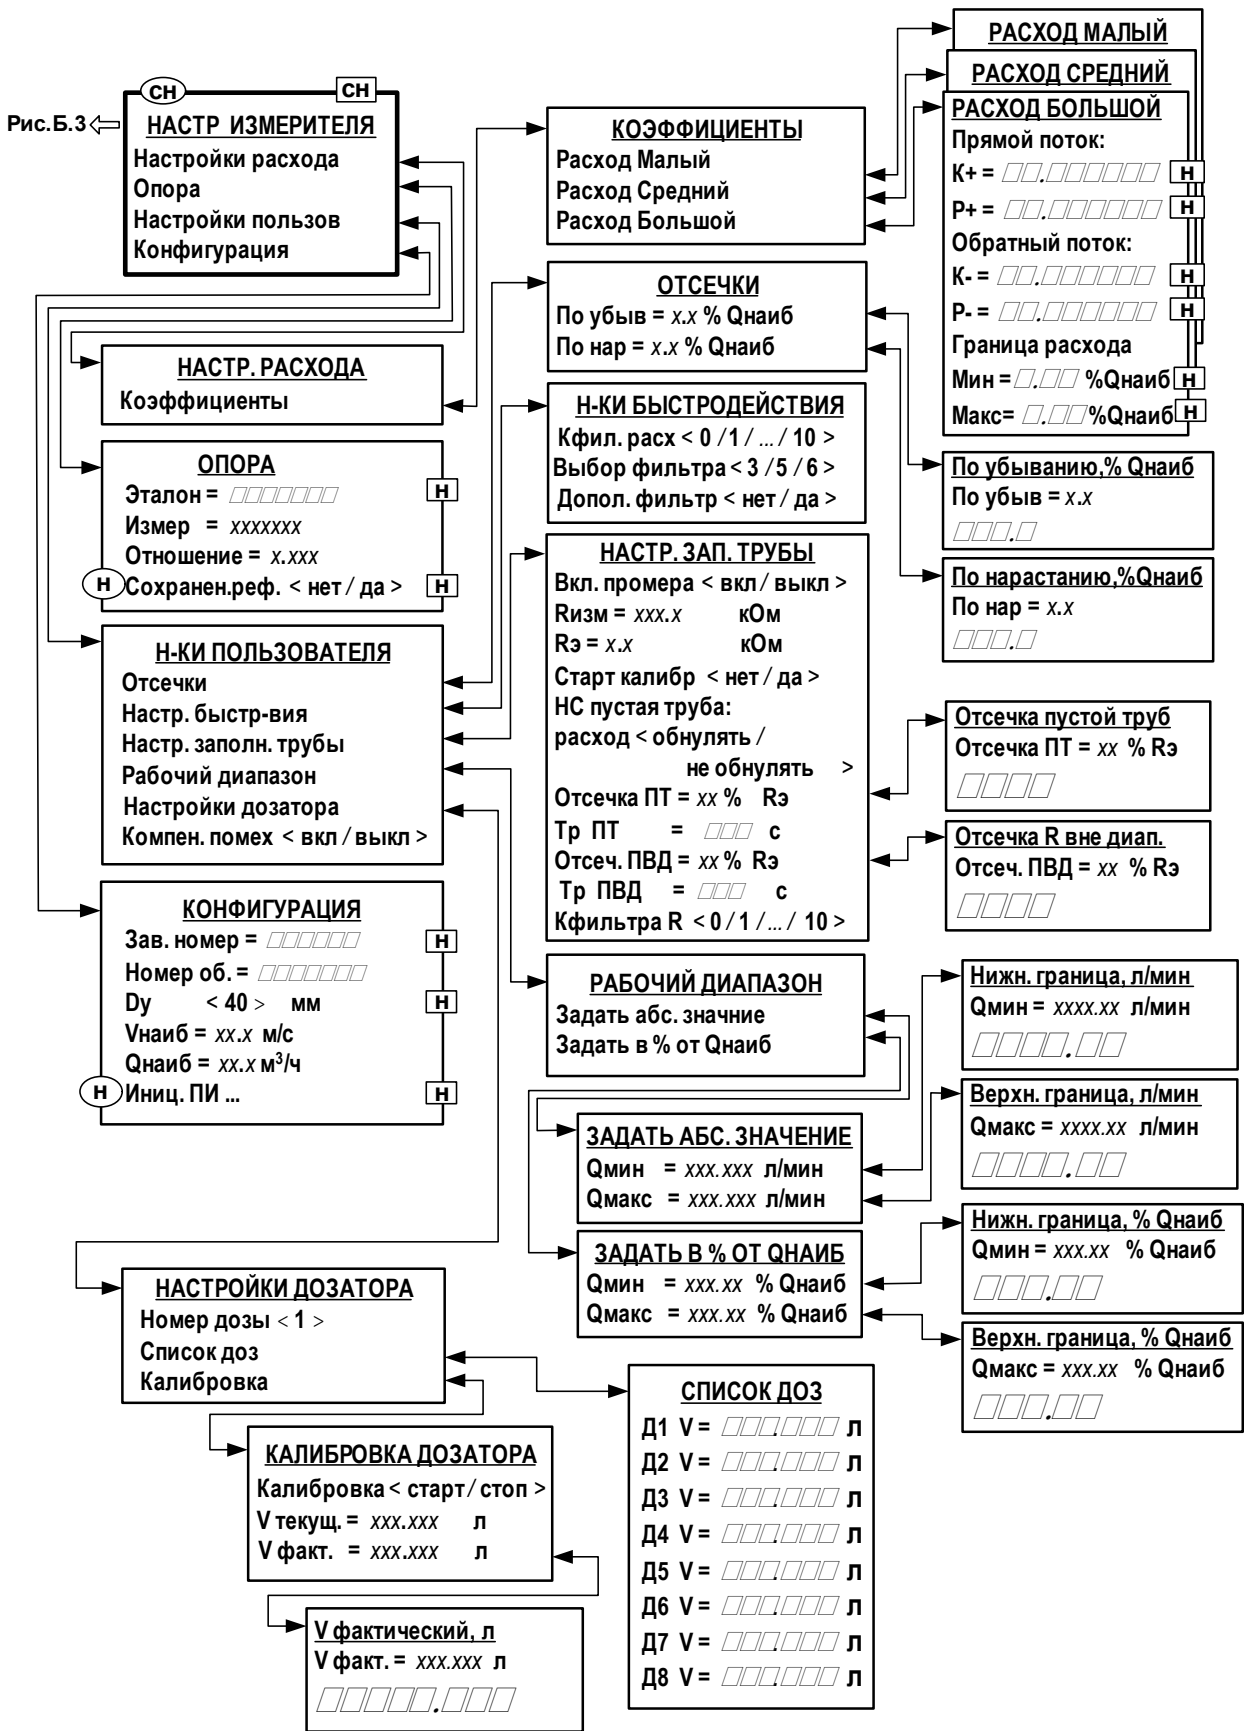 Рис.Б.3
СН
СН
НАСТР ИЗМЕРИТЕЛЯ
Настройки расхода
Опора
Настройки пользов
Конфигурация
НАСТР. РАСХОДА
Коэффициенты
ОПОРА
Эталон =
Н
Измер = xxxxxxx
Отношение = x.xxx
Н
Сохранен.реф. < нет / да >
Н
Н-КИ ПОЛЬЗОВАТЕЛЯ
Отсечки
Настр. быстр-вия
Настр. заполн. трубы
Рабочий диапазон
Настройки дозатора
Компен. помех < вкл / выкл >
КОНФИГУРАЦИЯ
Зав. номер =
Н
Номер об. =
Dy < 40 > мм
Н
Vнаиб = xx.x м/с
Qнаиб = xx.x м³/ч
Н
Иниц. ПИ ...
Н
КОЭФФИЦИЕНТЫ
Расход Малый
Расход Средний
Расход Большой
ОТСЕЧКИ
По убыв = x.x % Qнаиб
По нар = x.x % Qнаиб
Н-КИ БЫСТРОДЕЙСТВИЯ
Кфил. расх < 0 / 1 / ... / 10 >
Выбор фильтра < 3 / 5 / 6 >
Допол. фильтр < нет / да >
НАСТР. ЗАП. ТРУБЫ
Вкл. промера < вкл / выкл >
Rизм = xxx.x кОм
Rэ = x.x кОм
Старт калибр < нет / да >
НС пустая труба:
расход < обнулять /
не обнулять >
Отсечка ПТ = xx % Rэ
Тр ПТ = с
Отсеч. ПВД = xx % Rэ
Тр ПВД = с
Кфильтра R < 0 / 1 / ... / 10 >
РАБОЧИЙ ДИАПАЗОН
Задать абс. значние
Задать в % от Qнаиб
ЗАДАТЬ АБС. ЗНАЧЕНИЕ
Qмин = xxx.xxx л/мин
Qмакс = xxx.xxx л/мин
ЗАДАТЬ В % ОТ QНАИБ
Qмин = xxx.xx % Qнаиб
Qмакс = xxx.xx % Qнаиб
РАСХОД МАЛЫЙ
РАСХОД СРЕДНИЙ
РАСХОД БОЛЬШОЙ
Прямой поток:
К+ = . Н
Р+ = . Н
Обратный поток:
К- = . Н
Р- = . Н
Граница расхода
Мин = . %Qнаиб Н
Макс= . %Qнаиб Н
По убыванию,% Qнаиб
По убыв = x.x
.
По нарастанию,%Qнаиб
По нар = x.x
.
Отсечка пустой труб
Отсечка ПТ = xx % Rэ
Отсечка R вне диап.
Отсеч. ПВД = xx % Rэ
Нижн. граница, л/мин
Qмин = xxxx.xx л/мин
.
Верхн. граница, л/мин
Qмакс = xxxx.xx л/мин
.
Нижн. граница, % Qнаиб
Qмин = xxx.xx % Qнаиб
.
Верхн. граница, % Qнаиб
Qмакс = xxx.xx % Qнаиб
.
НАСТРОЙКИ ДОЗАТОРА
Номер дозы < 1 >
Список доз
Калибровка
КАЛИБРОВКА ДОЗАТОРА
Калибровка < старт / стоп >
V текущ. = xxx.xxx л
V факт. = xxx.xxx л
V фактический, л
V факт. = xxx.xxx л
.
СПИСОК ДОЗ
Д1 V = . л
Д2 V = . л
Д3 V = . л
Д4 V = . л
Д5 V = . л
Д6 V = . л
Д7 V = . л
Д8 V = . л